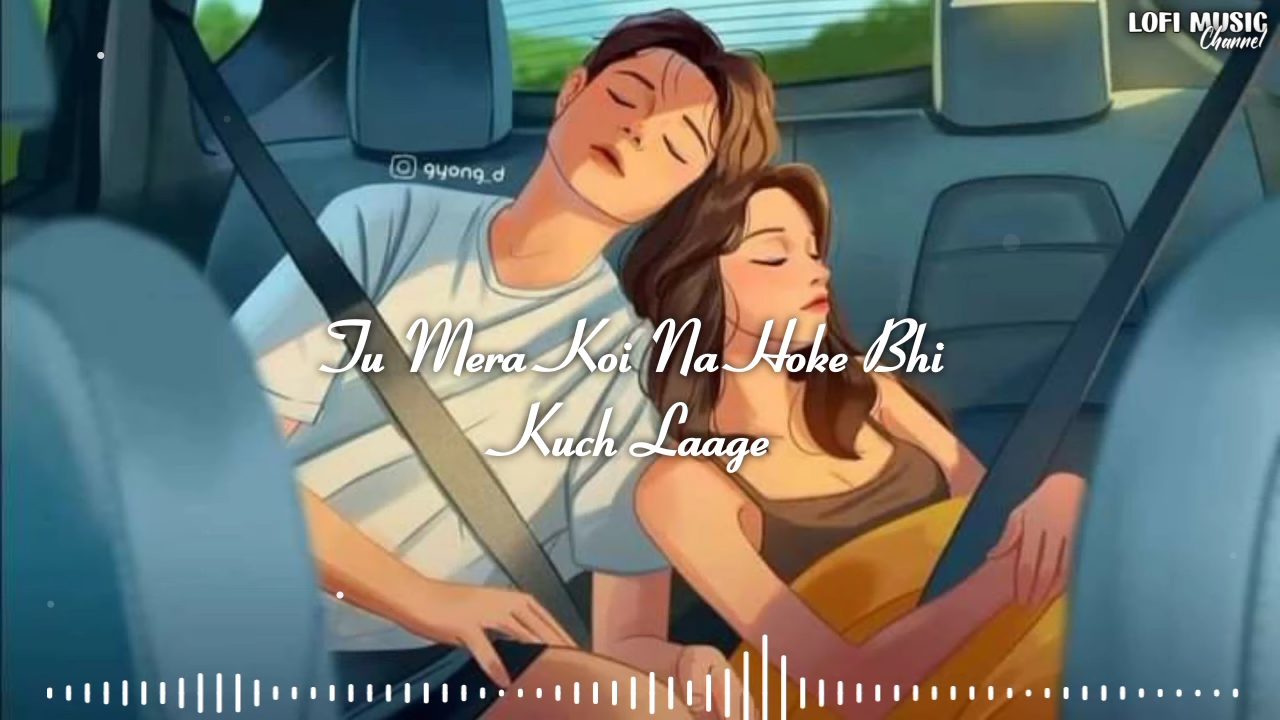 LOFI MUSIC
Channel
gyong_d
Tu Mera Koi Na Hoke Bhi
Kuch Laage